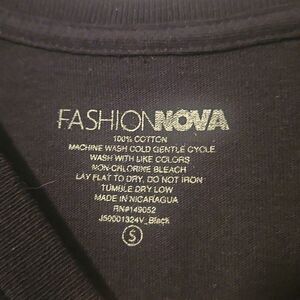 FASHIONNOVA
100% COTTON
MACHINE WASH COLD GENTLE CYCLE
WASH WITH LIKE COLORS
NON-CHLORINE BLEACH
LAY FLAT TO DRY, DO NOT IRON
TUMBLE DRY LOW
MADE IN NICARAGUA
RN#149052
J50001324V_Black
S